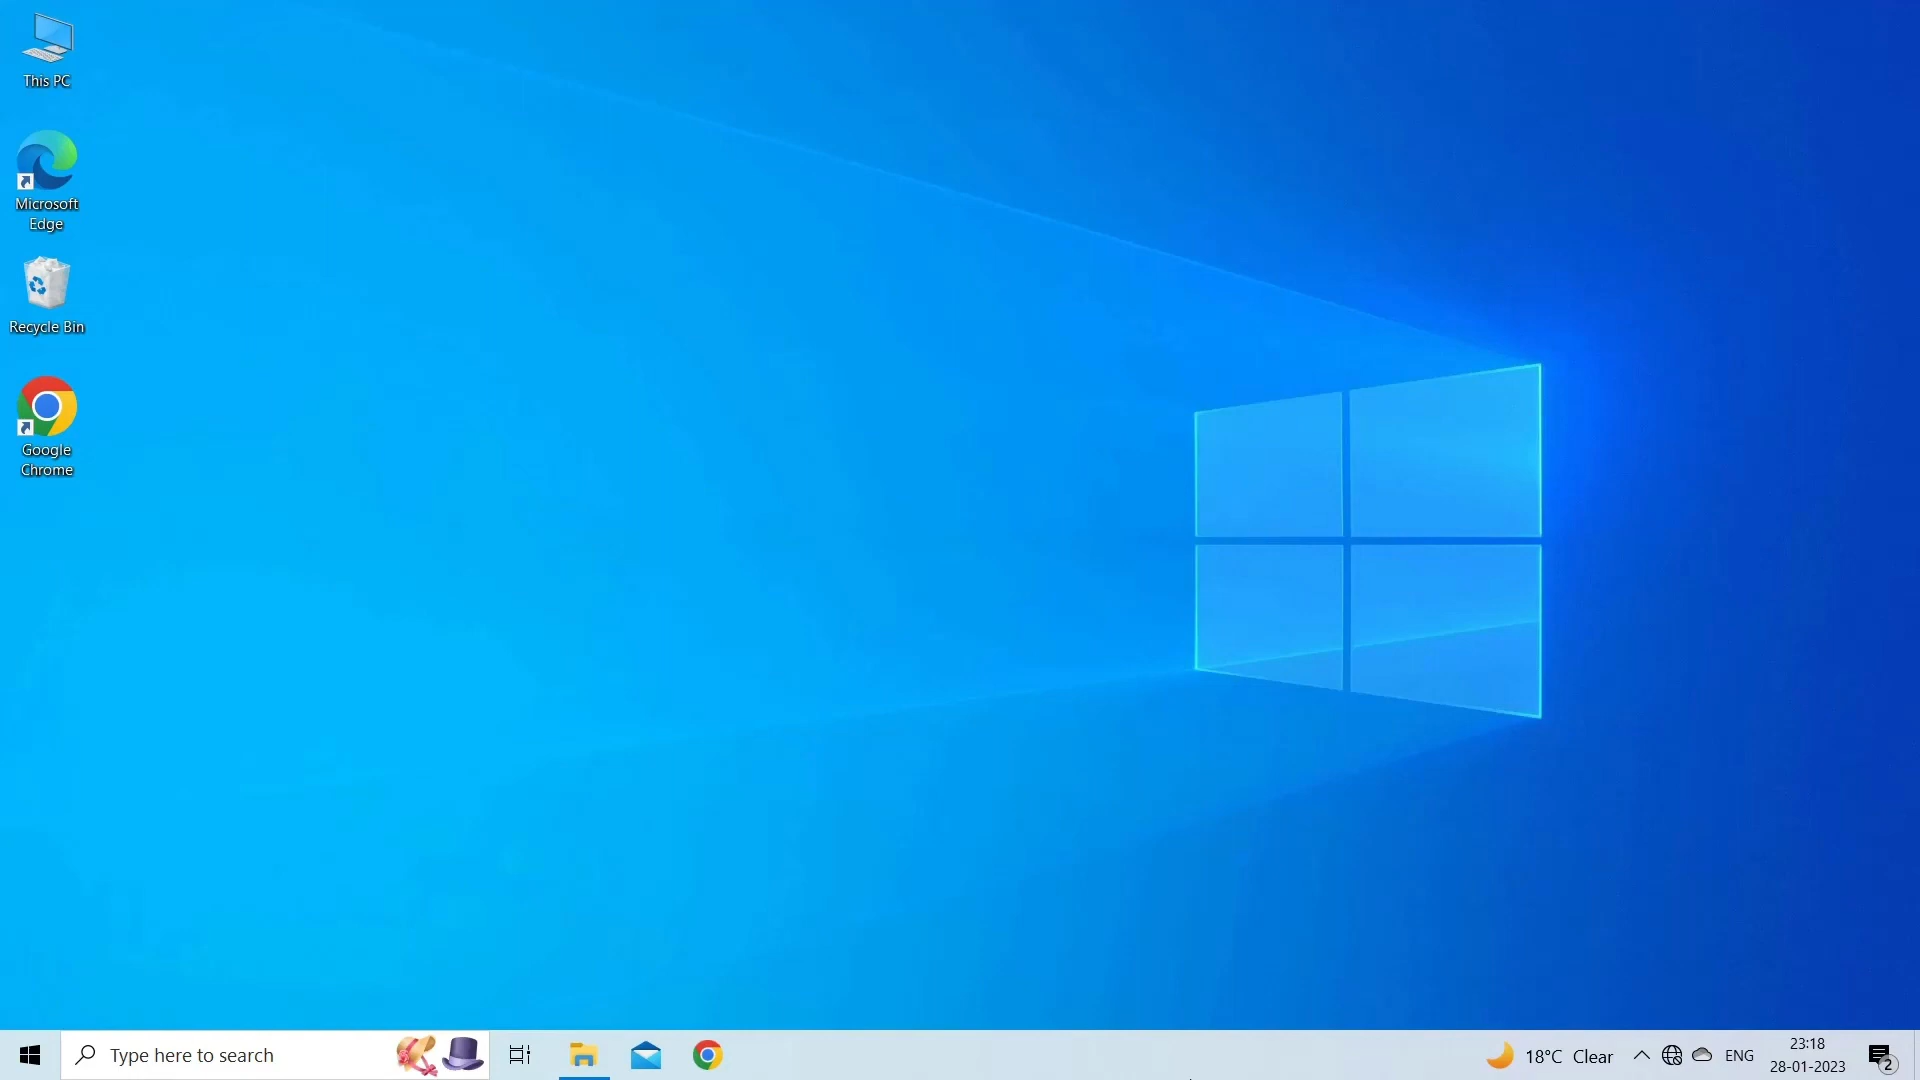 This PC
Microsoft
Edge
Recycle Bin
Google
Chrome
Type here to search
18°C Clear
ENG
23:18
28-01-2023
2